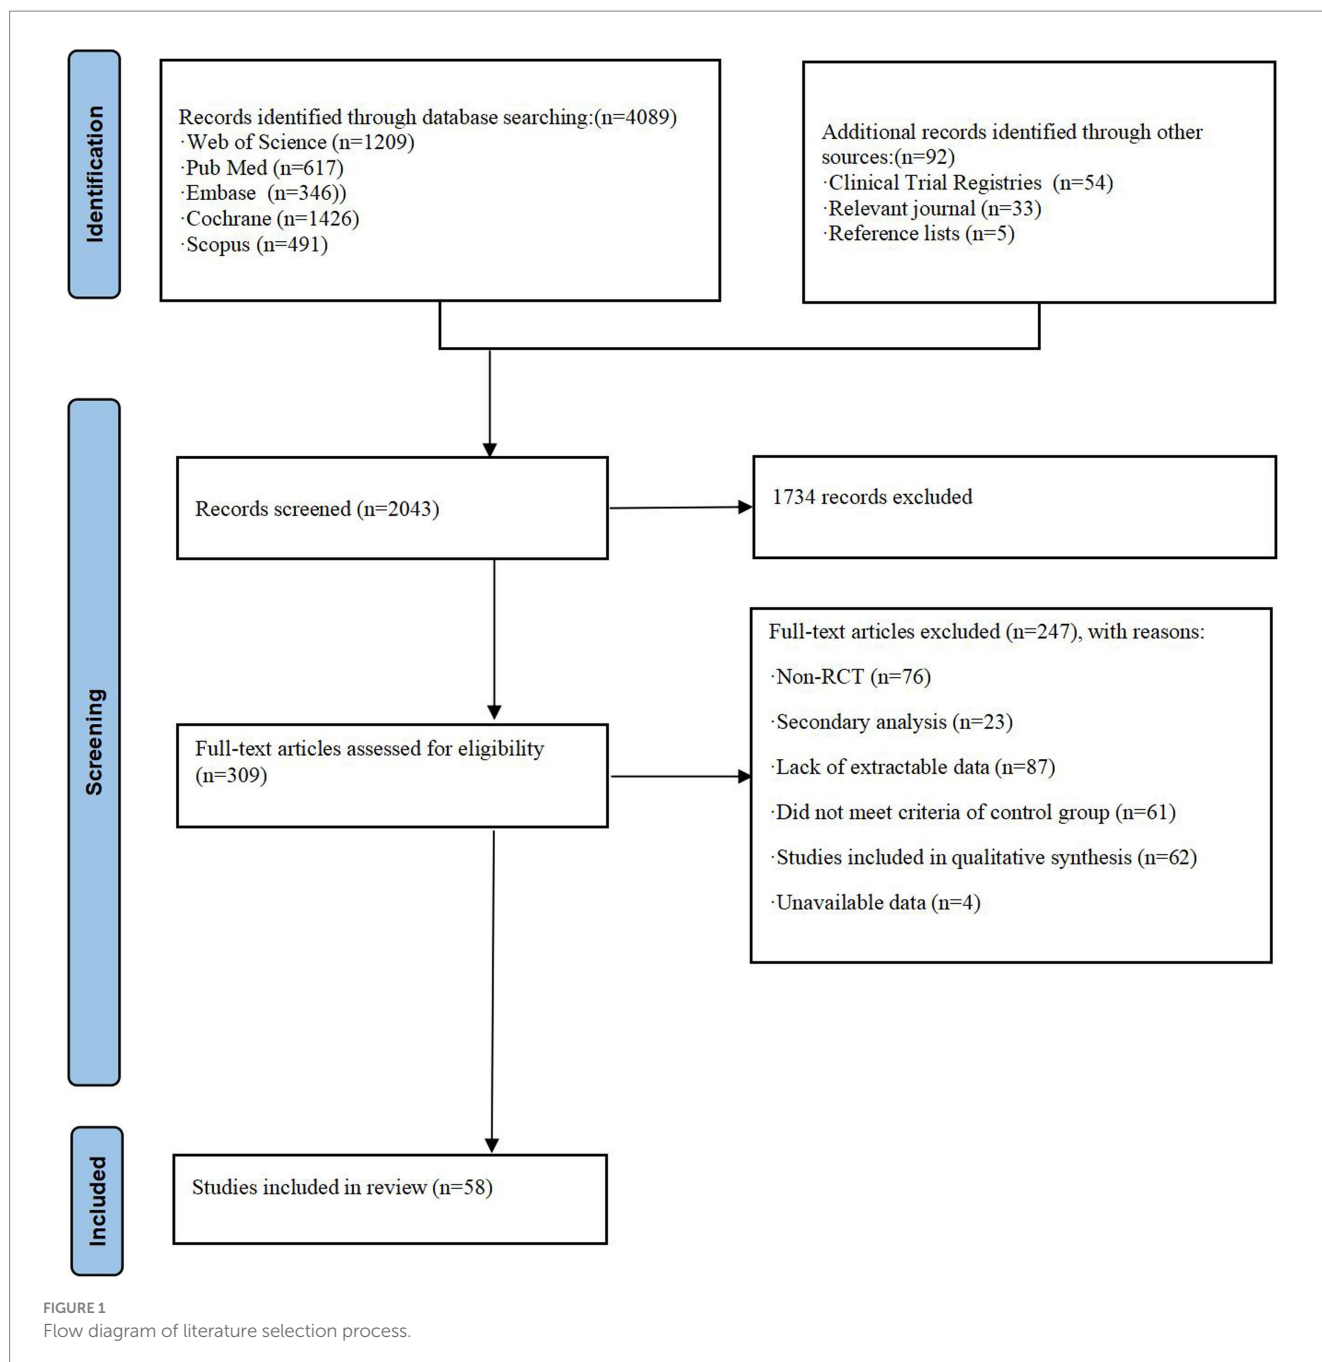 Identification
Records identified through database searching:(n=4089)
·Web of Science (n=1209)
·Pub Med (n=617)
·Embase  (n=346))
·Cochrane (n=1426)
·Scopus (n=491)
Additional records identified through other
sources:(n=92)
·Clinical Trial Registries  (n=54)
·Relevant journal (n=33)
·Reference lists (n=5)
Screening
Records screened (n=2043)
1734 records excluded
Full-text articles assessed for eligibility
(n=309)
Full-text articles excluded (n=247), with reasons:
·Non-RCT (n=76)
·Secondary analysis (n=23)
·Lack of extractable data (n=87)
·Did not meet criteria of control group (n=61)
·Studies included in qualitative synthesis (n=62)
·Unavailable data (n=4)
Included
Studies included in review (n=58)
FIGURE 1
Flow diagram of literature selection process.